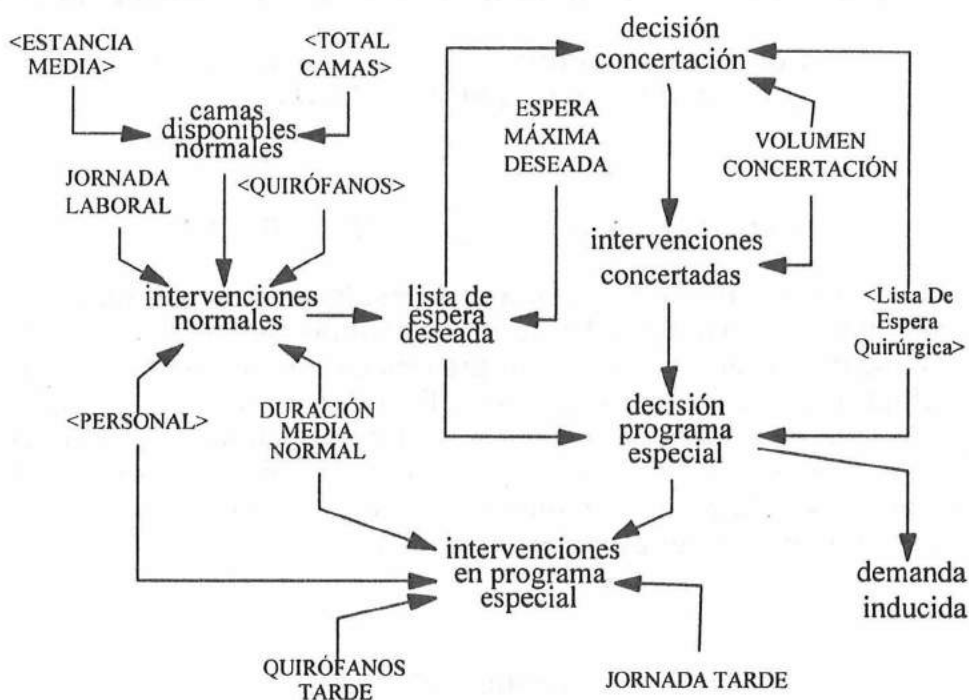 <ESTANCIA
MEDIA>
<TOTAL
CAMAS>
decisión
concertación
camas
disponibles
normales
ESPERA
MÁXIMA
DESEADA
VOLUMEN
CONCERTACIÓN
JORNADA
LABORAL
<QUIRÓFANOS>
intervenciones
concertadas
intervenciones
normales
lista de
espera
deseada
<Lista De
Espera
Quirúrgica>
<PERSONAL>
DURACIÓN
MEDIA
NORMAL
decisión
programa
especial
intervenciones
en programa
especial
demanda
inducida
QUIRÓFANOS
TARDE
JORNADA TARDE